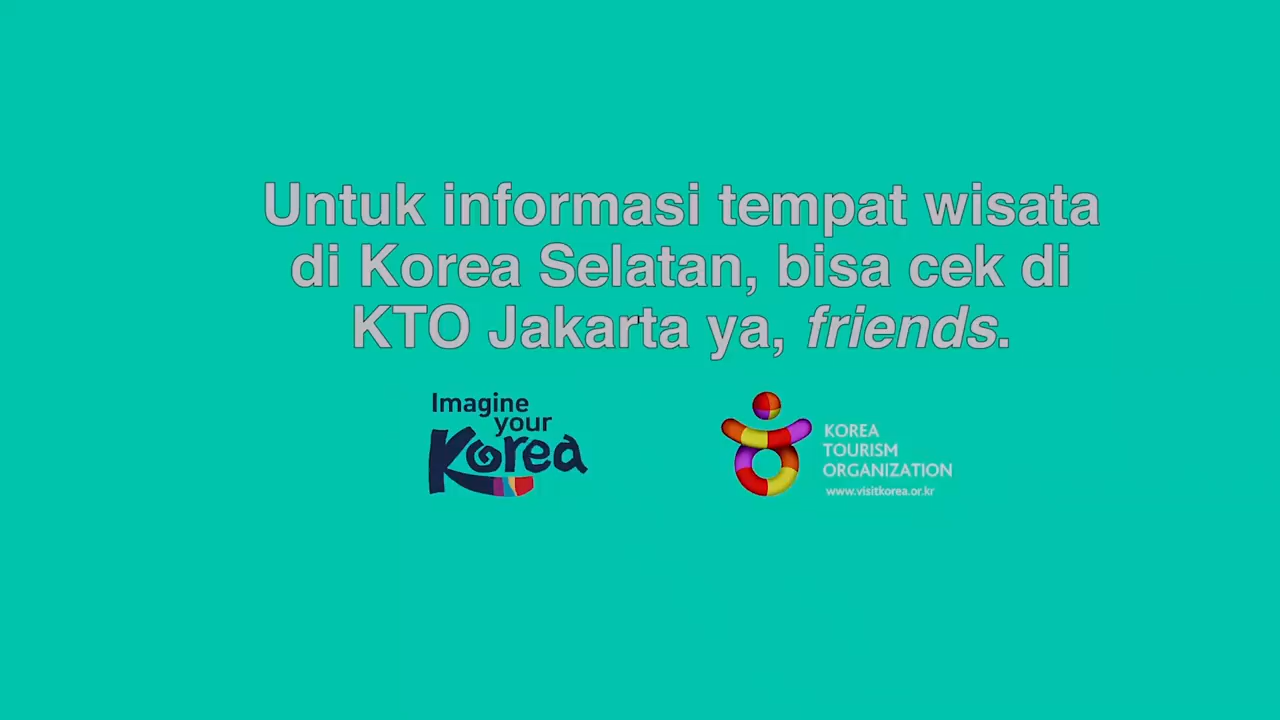 Untuk informasi tempat wisata
di Korea Selatan, bisa cek di
KTO Jakarta ya, friends.
Imagine
your
Korea
KOREA
TOURISM
ORGANIZATION
www.visitkorea.or.kr